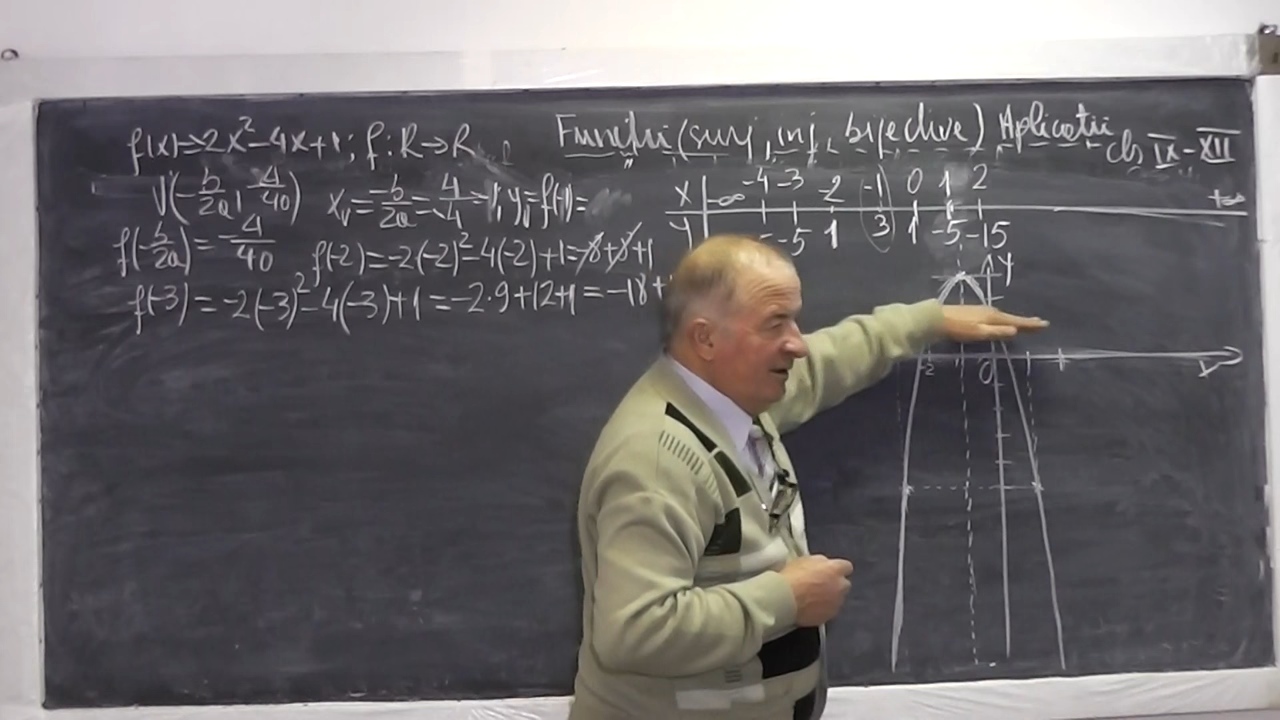 f(x)=-2x²-4x+1; f:R→R
V(-b/2a, -Δ/4a) x_V=-b/2a=4/-4=-1; y_V=f(-1)=
f(-b/2a)=-Δ/4a f(-2)=-2(-2)²-4(-2)+1=-8+8+1
f(-3)=-2(-3)²-4(-3)+1=-2·9+12+1=-18+
Funcții (surj, inj, bijective) Aplicații cls IX-XII
X -∞ -4 -3 -2 -1 0 1 2 +∞
Y -5 1 3 1 -5 -15
Y
-2 0 X